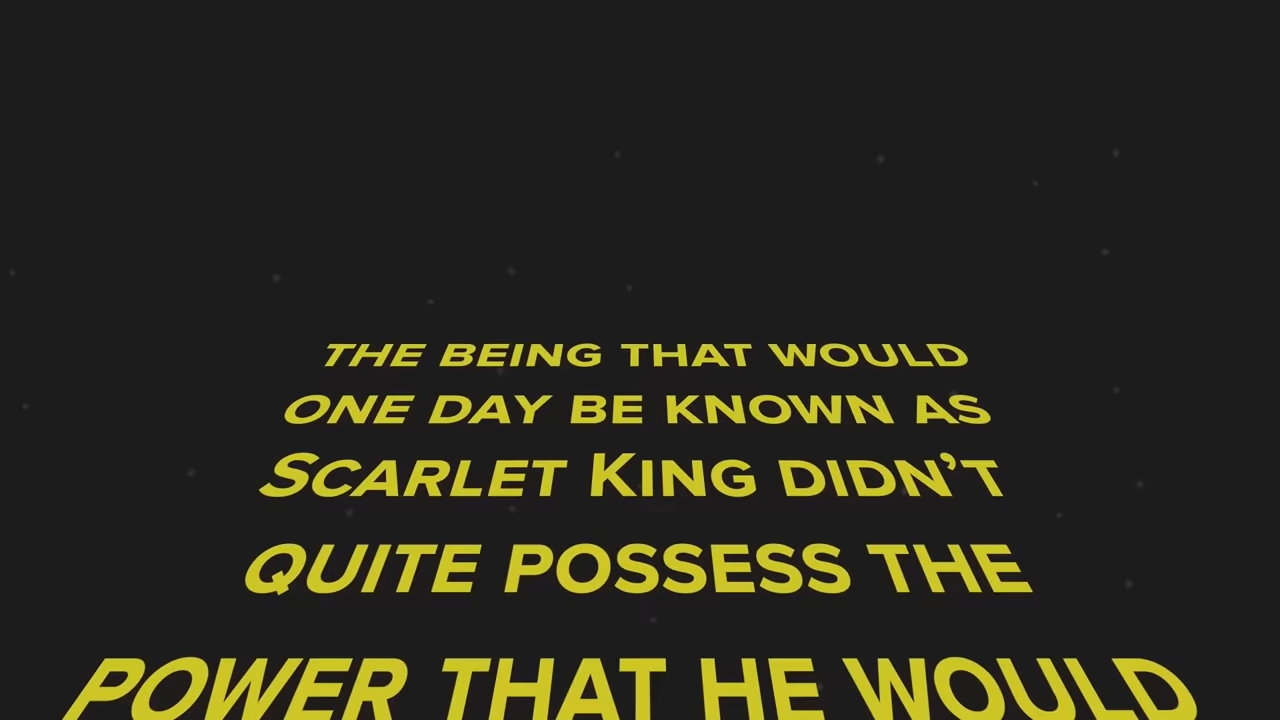 THE BEING THAT WOULD
ONE DAY BE KNOWN AS
SCARLET KING DIDN'T
QUITE POSSESS THE
POWER THAT HE WOULD